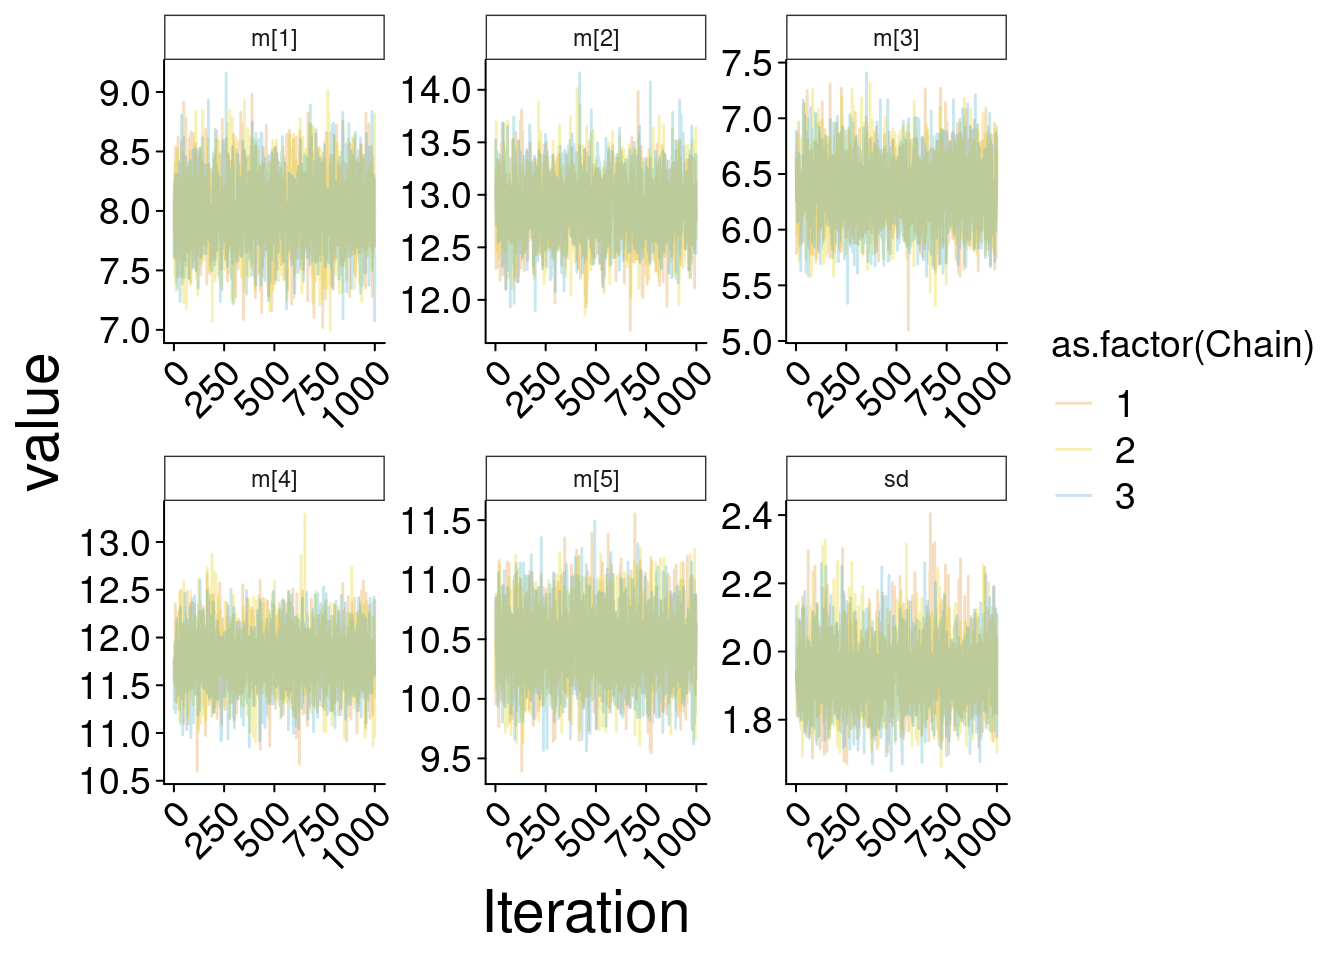 m[1]
m[2]
m[3]
9.0
8.5
8.0
7.5
7.0
14.0
13.5
13.0
12.5
12.0
7.5
7.0
6.5
6.0
5.5
5.0
0 250 500 750 1000
0 250 500 750 1000
0 250 500 750 1000
value
m[4]
m[5]
sd
13.0
12.5
12.0
11.5
11.0
10.5
11.5
11.0
10.5
10.0
9.5
2.4
2.2
2.0
1.8
0 250 500 750 1000
0 250 500 750 1000
0 250 500 750 1000
Iteration
as.factor(Chain)
1
2
3